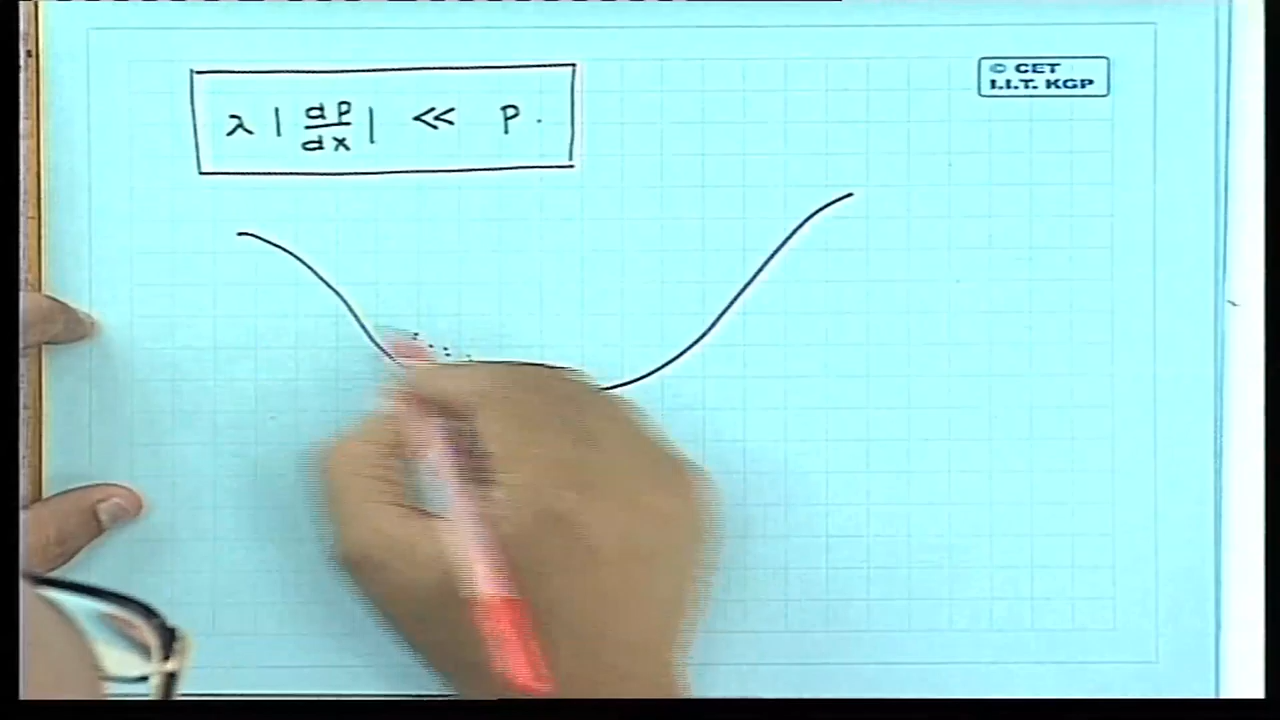 λ | dp/dx | << p.
© CET
I.I.T. KGP